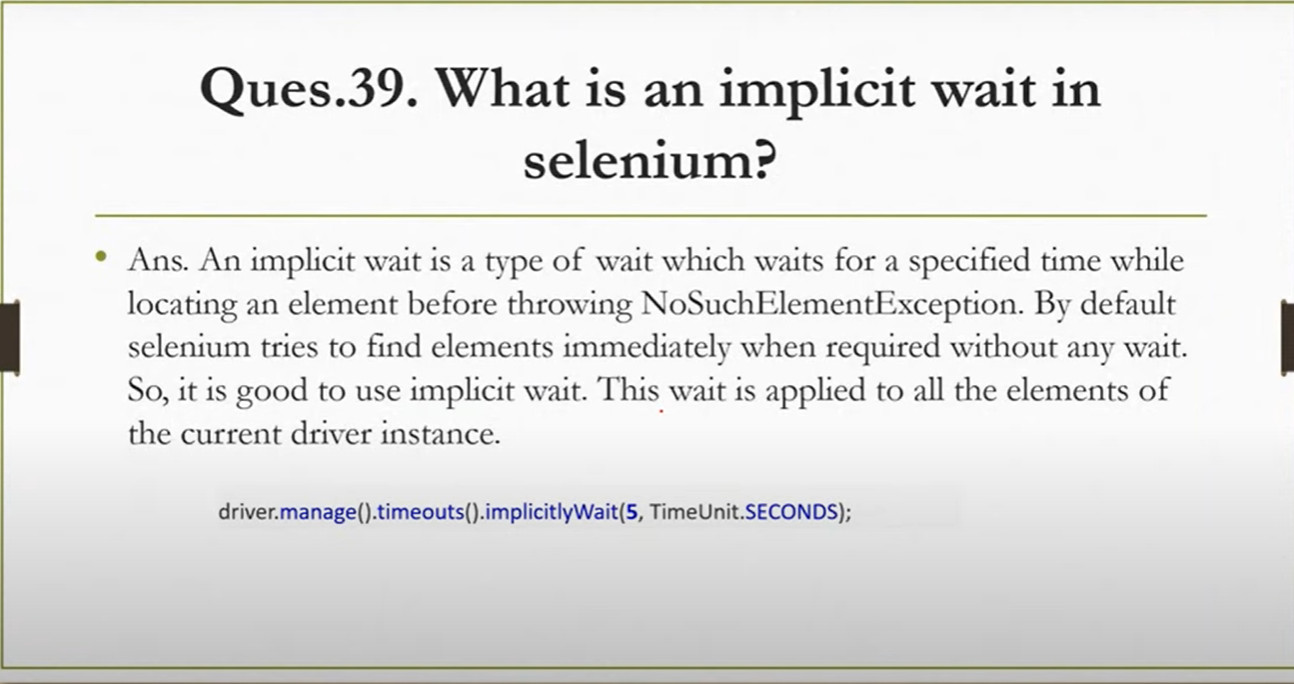 Ques.39. What is an implicit wait in
selenium?
• Ans. An implicit wait is a type of wait which waits for a specified time while
locating an element before throwing NoSuchElementException. By default
selenium tries to find elements immediately when required without any wait.
So, it is good to use implicit wait. This wait is applied to all the elements of
the current driver instance.
driver.manage().timeouts().implicitlyWait(5, TimeUnit.SECONDS);